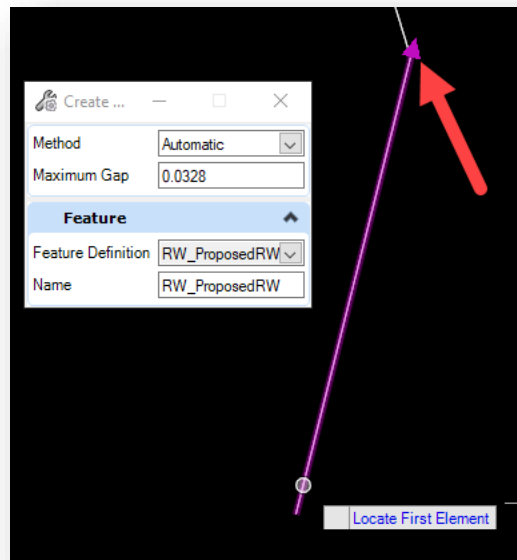 Create ...
Method Automatic
Maximum Gap 0.0328
Feature
Feature Definition RW_ProposedRW
Name RW_ProposedRW
Locate First Element